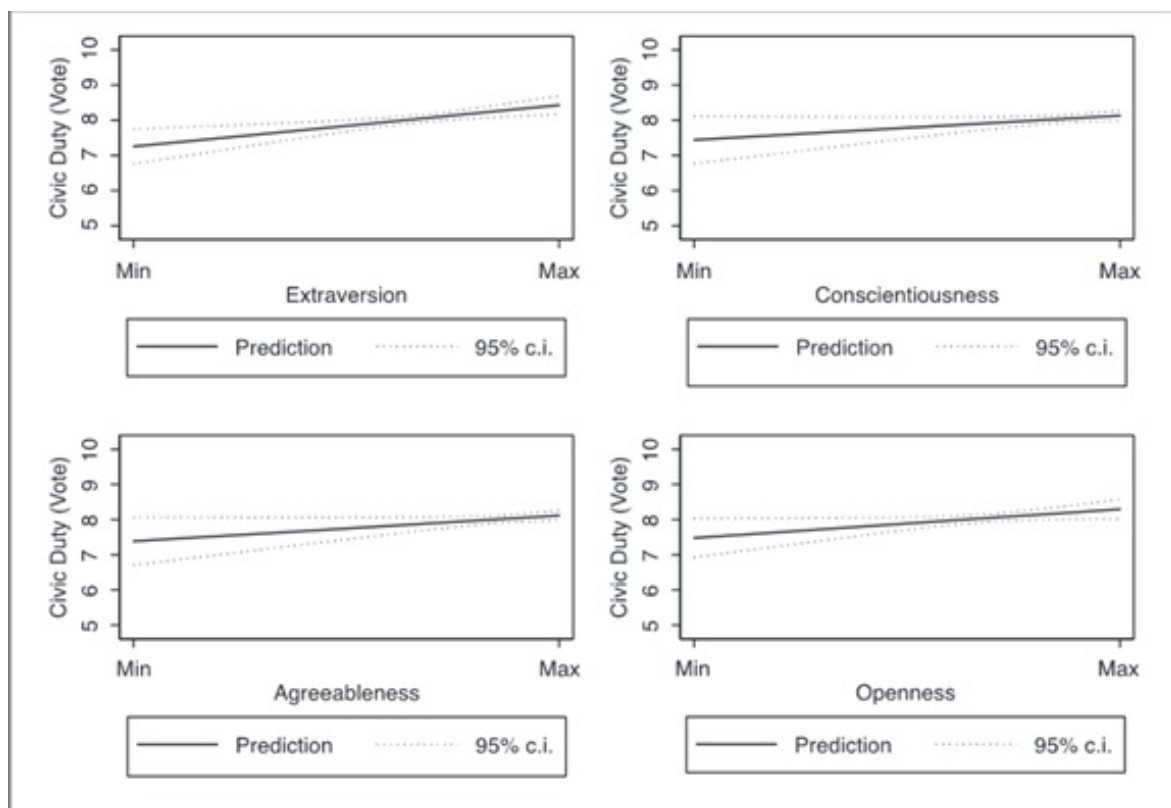 Civic Duty (Vote)
10
9
8
7
6
5
Min Max
Extraversion
Prediction 95% c.i.
Civic Duty (Vote)
10
9
8
7
6
5
Min Max
Conscientiousness
Prediction 95% c.i.
Civic Duty (Vote)
10
9
8
7
6
5
Min Max
Agreeableness
Prediction 95% c.i.
Civic Duty (Vote)
10
9
8
7
6
5
Min Max
Openness
Prediction 95% c.i.